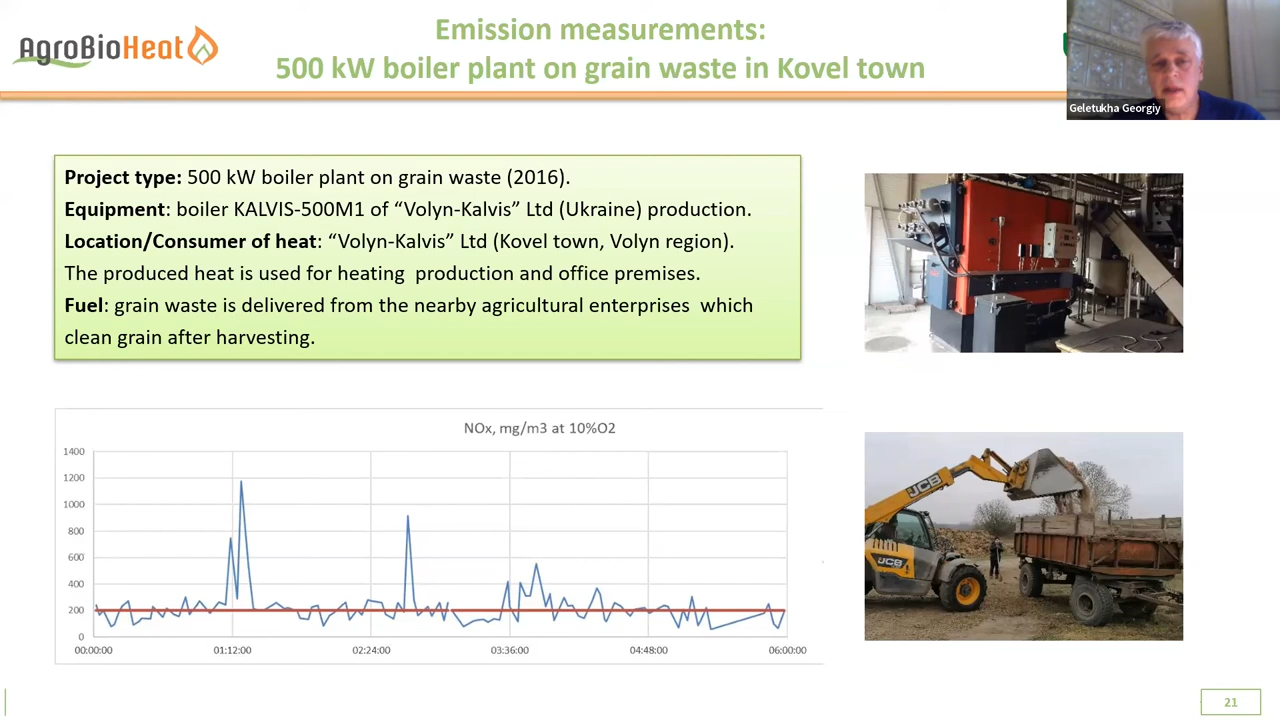 AgroBioHeat
Emission measurements:
500 kW boiler plant on grain waste in Kovel town
Geletukha Georgiy
Project type: 500 kW boiler plant on grain waste (2016).
Equipment: boiler KALVIS-500M1 of “Volyn-Kalvis” Ltd (Ukraine) production.
Location/Consumer of heat: “Volyn-Kalvis” Ltd (Kovel town, Volyn region).
The produced heat is used for heating production and office premises.
Fuel: grain waste is delivered from the nearby agricultural enterprises which
clean grain after harvesting.
NOx, mg/m3 at 10%O2
1400
1200
1000
800
600
400
200
0
00:00:00 01:12:00 02:24:00 03:36:00 04:48:00 06:00:00
JCB
JCB
21